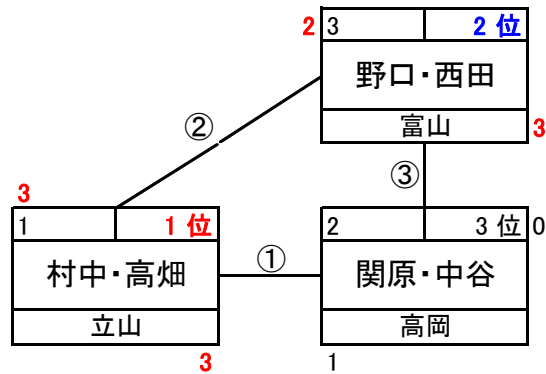 2 3 2 位
野口・西田
富山 3
②
③
3
1 1 位
村中・高畑
立山
3
①
2 3 位 0
関原・中谷
高岡
1